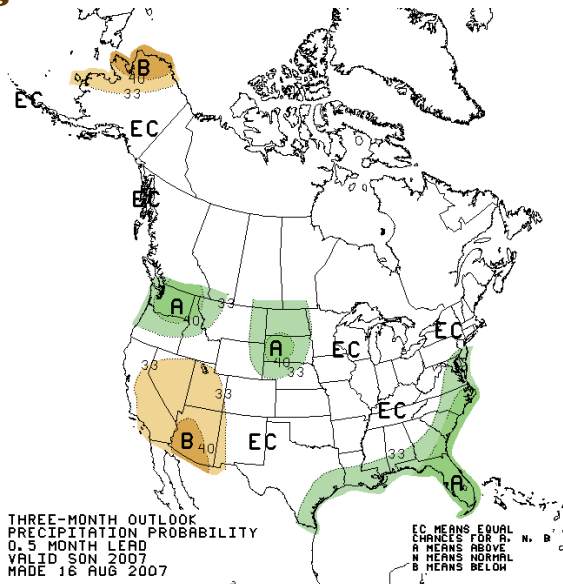 B
40
33
EC
EC
EC
A
40
33
A
40
33
EC
EC
33
33
B
40
EC
EC
33
A
THREE-MONTH OUTLOOK
PRECIPITATION PROBABILITY
0.5 MONTH LEAD
VALID SON 2007
MADE 16 AUG 2007
EC MEANS EQUAL
CHANCES FOR A, N, B
A MEANS ABOVE
N MEANS NORMAL
B MEANS BELOW